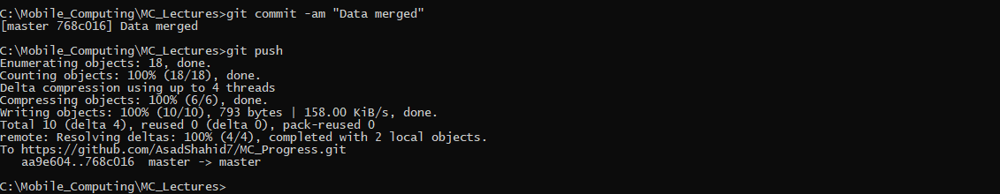 C:\Mobile_Computing\MC_Lectures>git commit -am "Data merged"
[master 768c016] Data merged
C:\Mobile_Computing\MC_Lectures>git push
Enumerating objects: 18, done.
Counting objects: 100% (18/18), done.
Delta compression using up to 4 threads
Compressing objects: 100% (6/6), done.
Writing objects: 100% (10/10), 793 bytes | 158.00 KiB/s, done.
Total 10 (delta 4), reused 0 (delta 0), pack-reused 0
remote: Resolving deltas: 100% (4/4), completed with 2 local objects.
To https://github.com/AsadShahid7/MC_Progress.git
   aa9e604..768c016  master -> master
C:\Mobile_Computing\MC_Lectures>